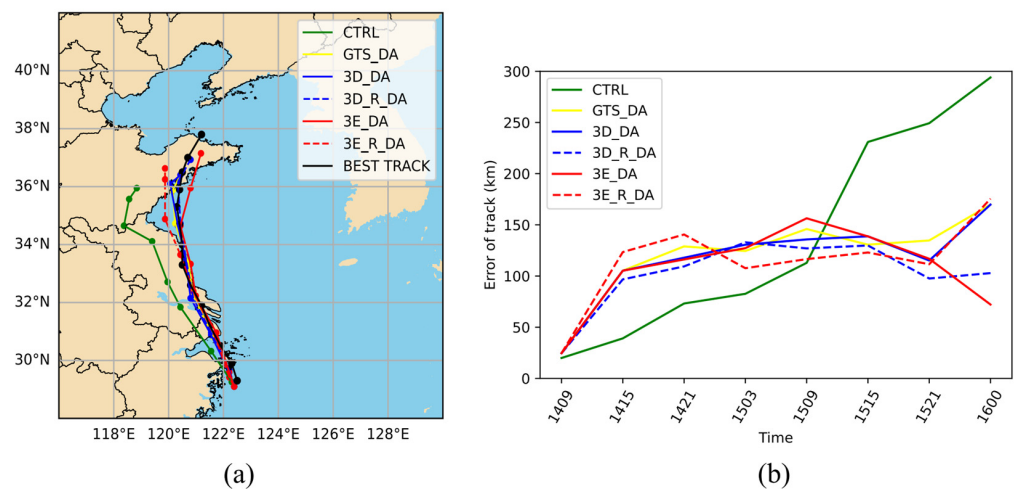 CTRL
GTS_DA
3D_DA
3D_R_DA
3E_DA
3E_R_DA
BEST TRACK
40°N
38°N
36°N
34°N
32°N
30°N
118°E 120°E 122°E 124°E 126°E 128°E
(a)
CTRL
GTS_DA
3D_DA
3D_R_DA
3E_DA
3E_R_DA
Error of track (km)
300
250
200
150
100
50
0
1409 1415 1421 1503 1509 1515 1521 1600
Time
(b)